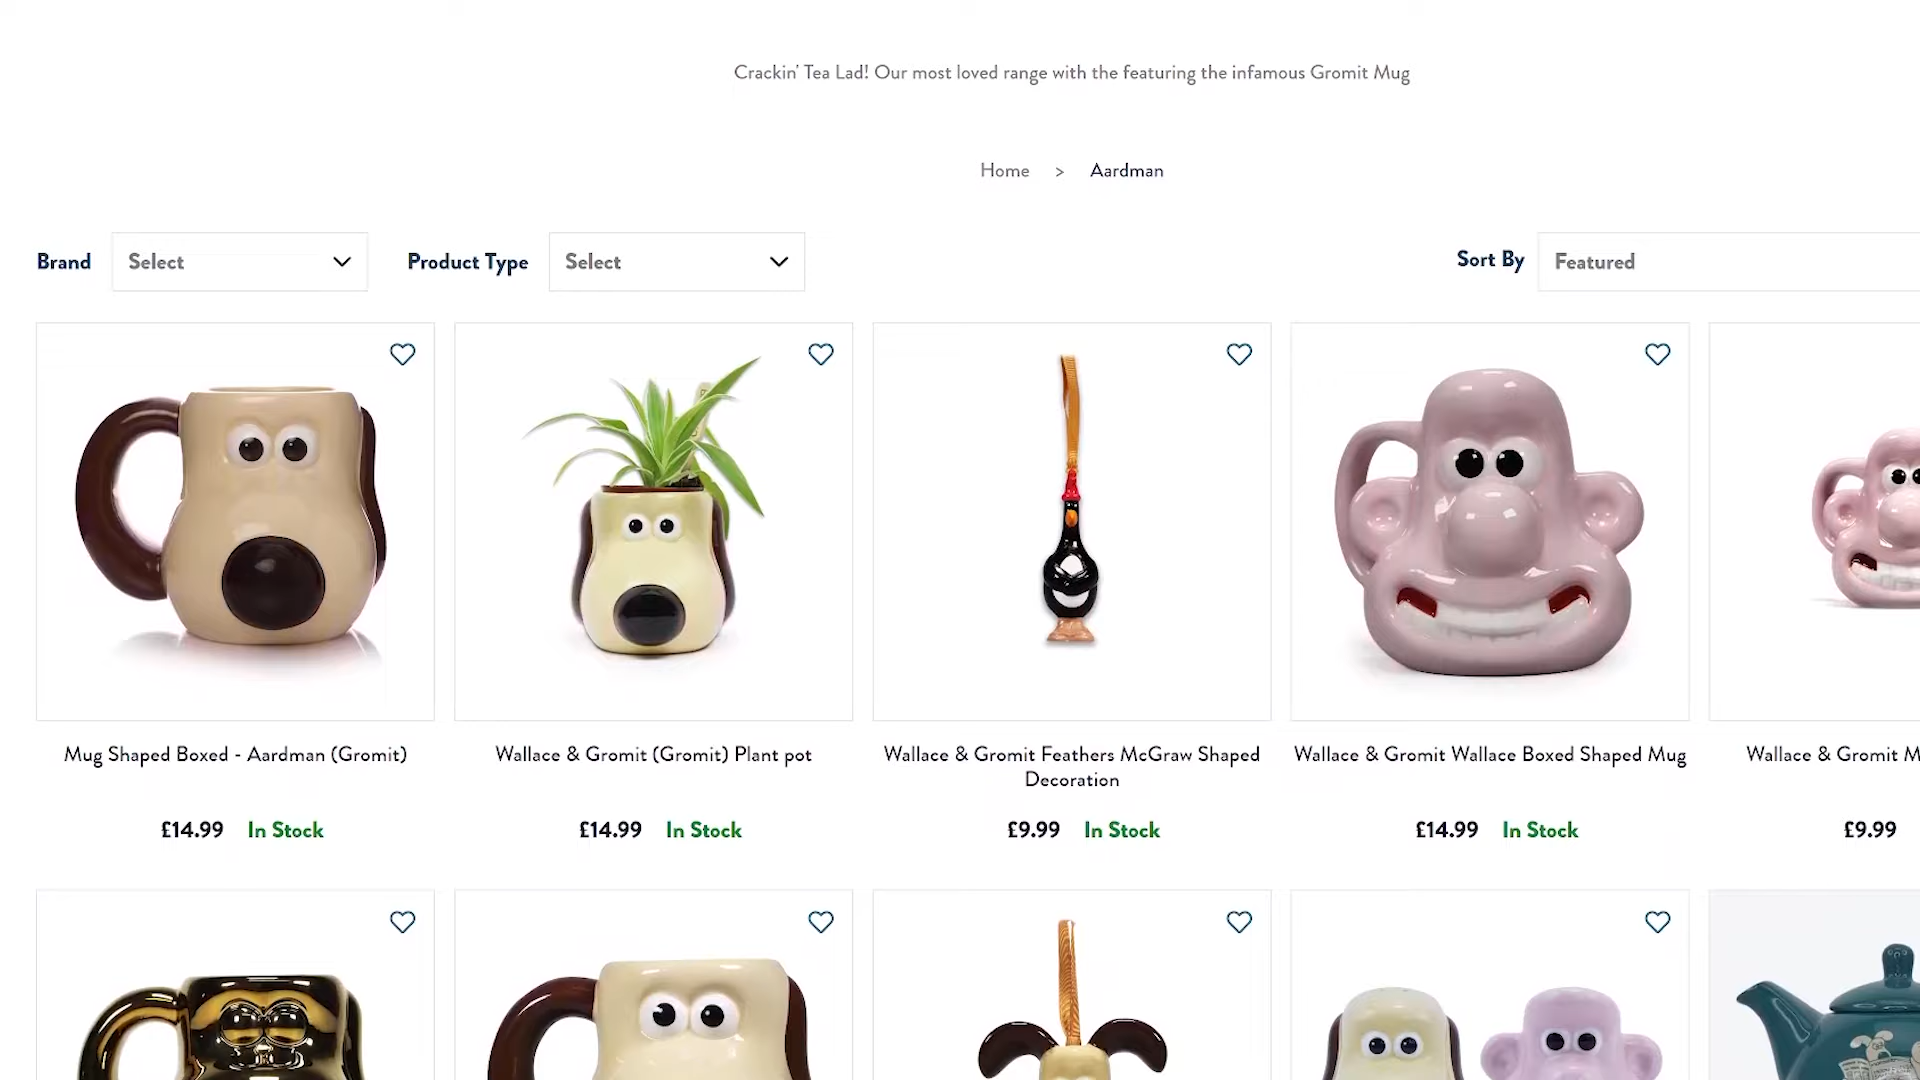 Crackin' Tea Lad! Our most loved range with the featuring the infamous Gromit Mug
Home > Aardman
Brand Select Product Type Select Sort By Featured
Mug Shaped Boxed - Aardman (Gromit)
£14.99 In Stock
Wallace & Gromit (Gromit) Plant pot
£14.99 In Stock
Wallace & Gromit Feathers McGraw Shaped
Decoration
£9.99 In Stock
Wallace & Gromit Wallace Boxed Shaped Mug
£14.99 In Stock
Wallace & Gromit M
£9.99